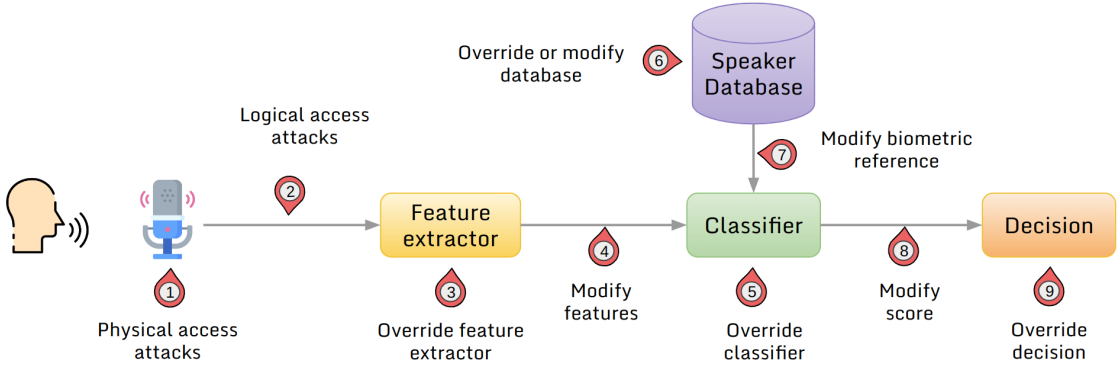 Override or modify
database
6
Speaker
Database
Logical access
attacks
2
7
Modify biometric
reference
Feature
extractor
Classifier
Decision
1
Physical access
attacks
3
Override feature
extractor
4
Modify
features
5
Override
classifier
8
Modify
score
9
Override
decision